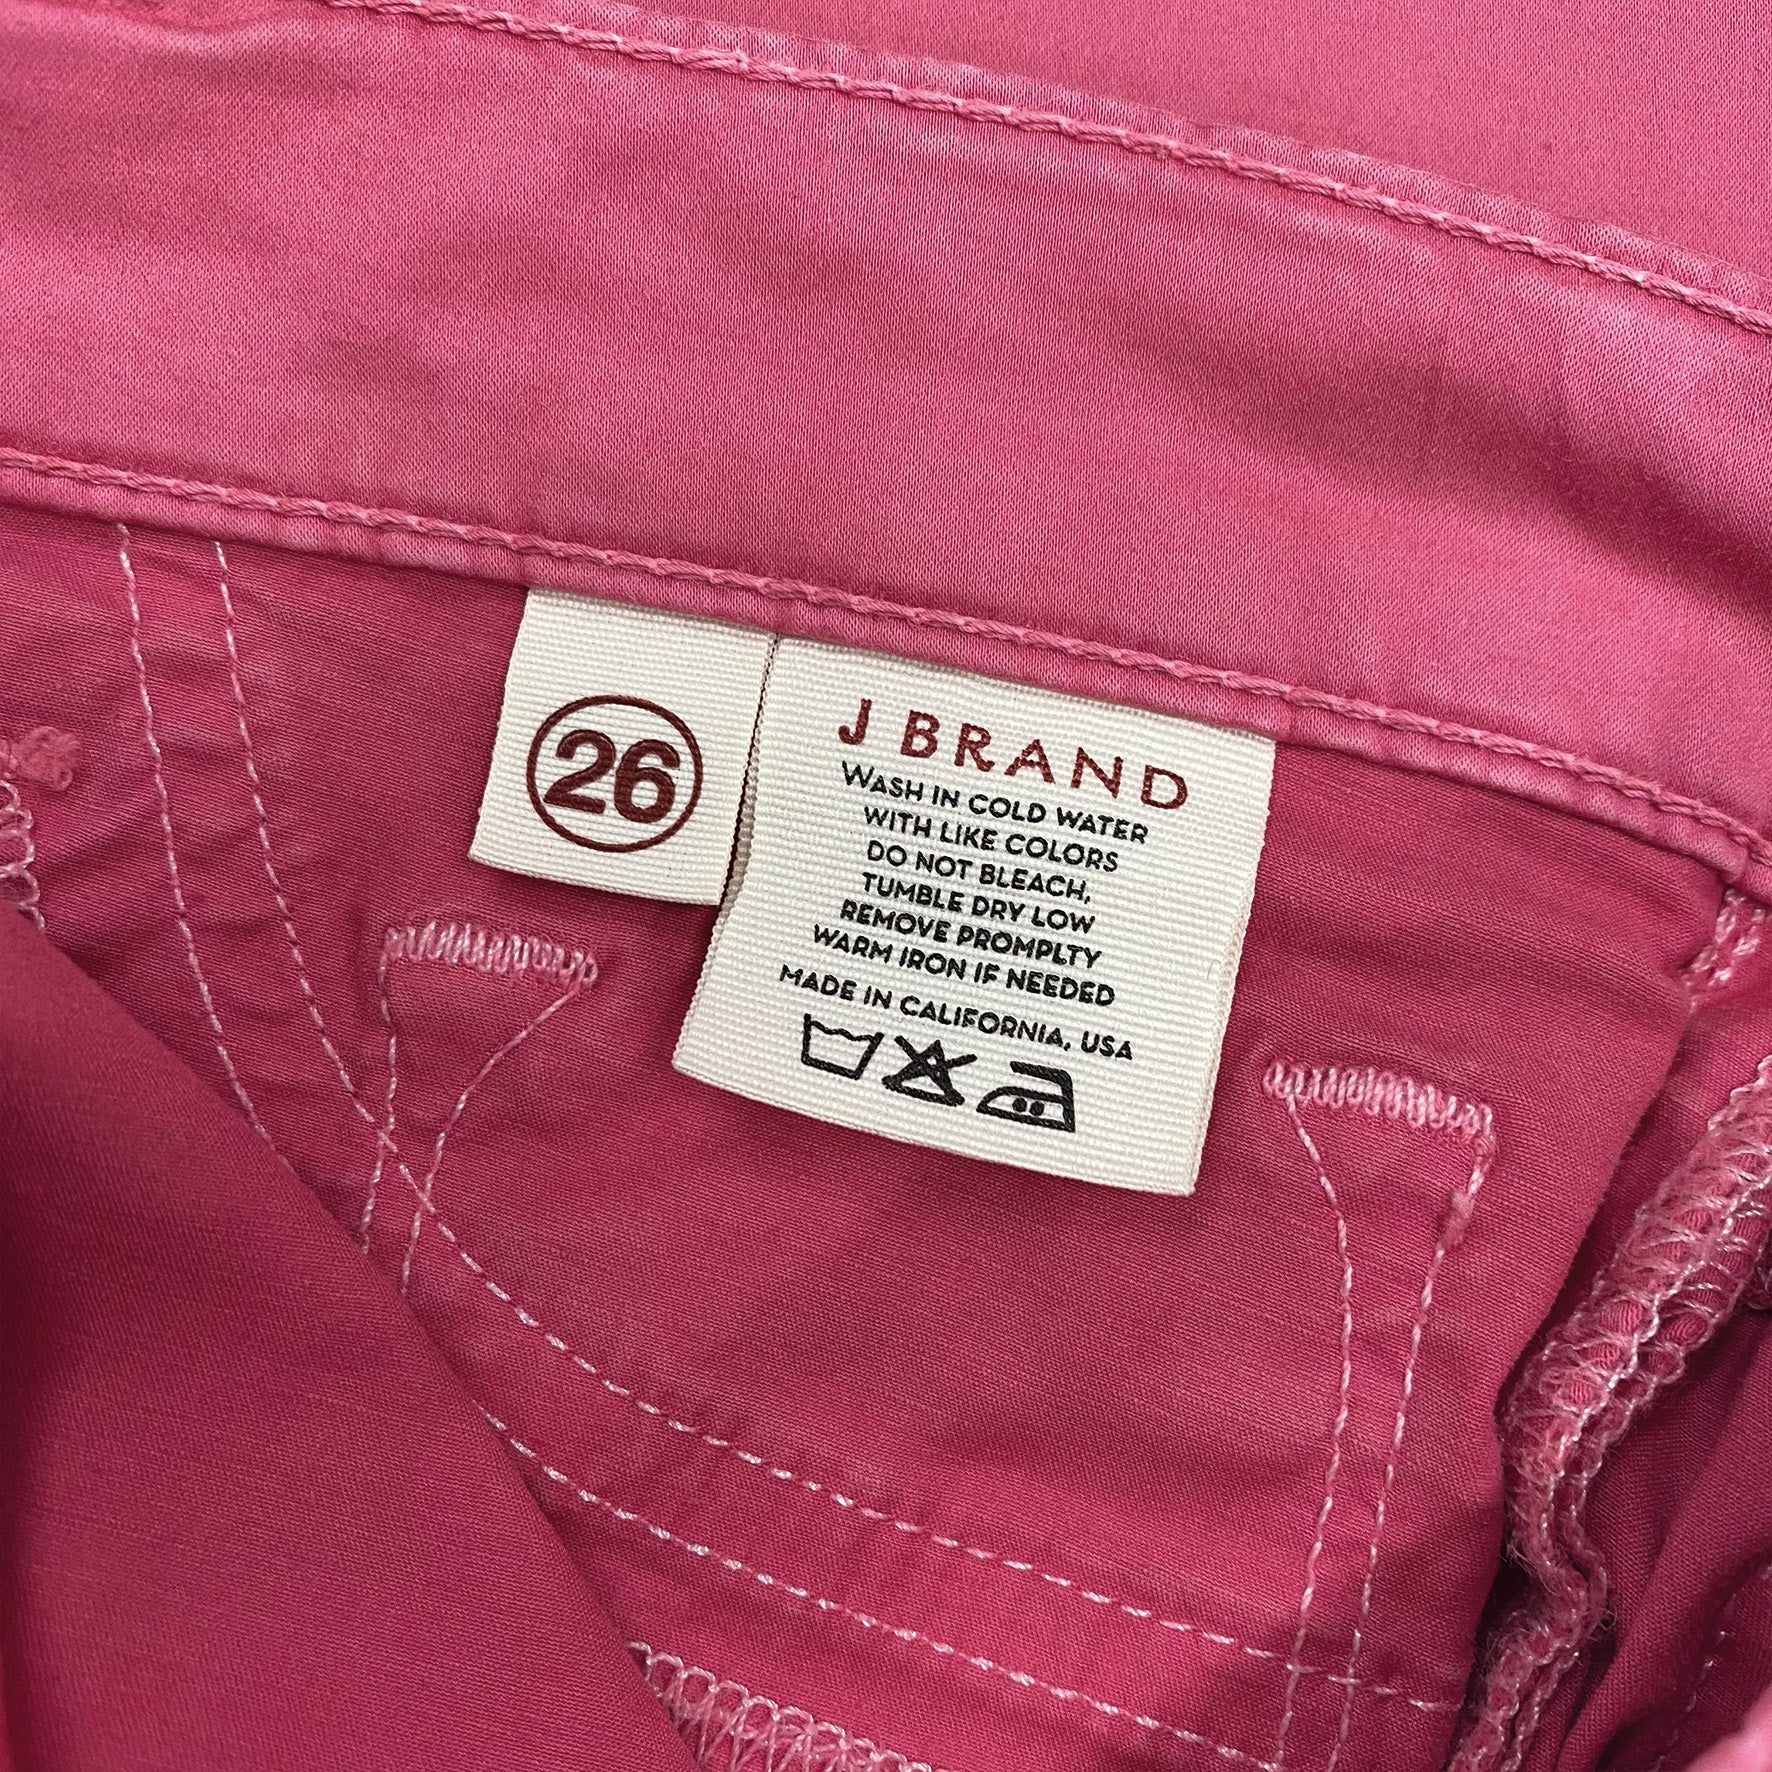 26
J BRAND
WASH IN COLD WATER
WITH LIKE COLORS
DO NOT BLEACH,
TUMBLE DRY LOW
REMOVE PROMPLTY
WARM IRON IF NEEDED
MADE IN CALIFORNIA, USA